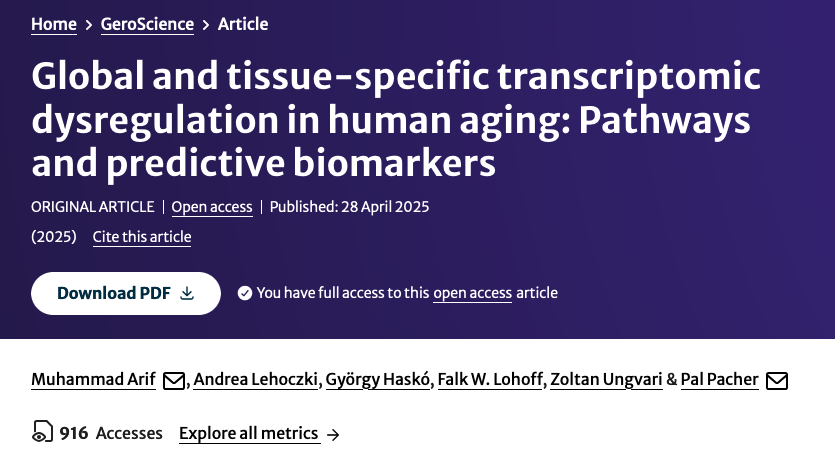 Home > GeroScience > Article
Global and tissue-specific transcriptomic
dysregulation in human aging: Pathways
and predictive biomarkers
ORIGINAL ARTICLE | Open access | Published: 28 April 2025
(2025) Cite this article
Download PDF
You have full access to this open access article
Muhammad Arif, Andrea Lehoczki, György Haskó, Falk W. Lohoff, Zoltan Ungvari & Pal Pacher
916 Accesses Explore all metrics →